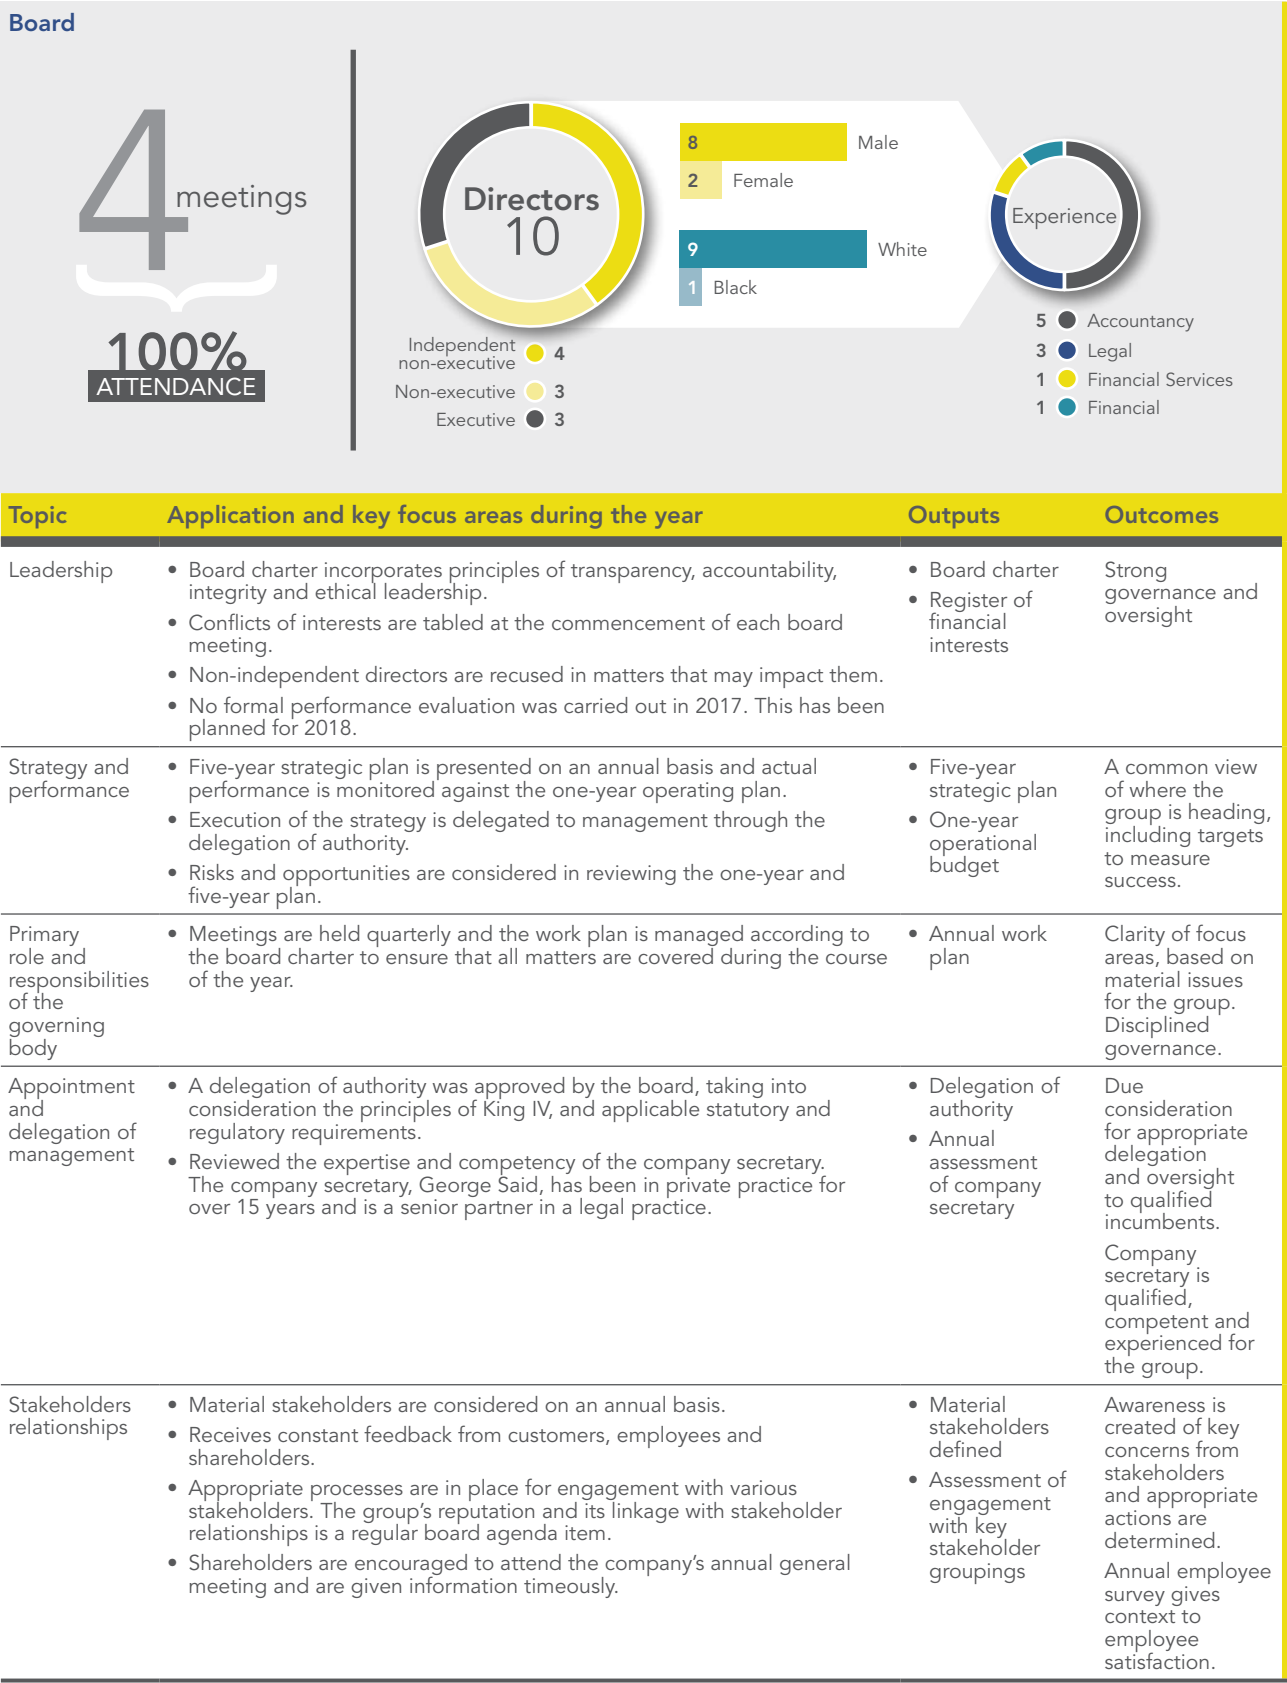 Board
4 meetings
100%
ATTENDANCE
Directors
10
Independent
non-executive 4
Non-executive 3
Executive 3
8 Male
2 Female
9 White
1 Black
Experience
5 Accountancy
3 Legal
1 Financial Services
1 Financial
Topic Application and key focus areas during the year Outputs Outcomes
Leadership
• Board charter incorporates principles of transparency, accountability,
integrity and ethical leadership.
• Conflicts of interests are tabled at the commencement of each board
meeting.
• Non-independent directors are recused in matters that may impact them.
• No formal performance evaluation was carried out in 2017. This has been
planned for 2018.
• Board charter
• Register of
financial
interests
Strong
governance and
oversight
Strategy and
performance
• Five-year strategic plan is presented on an annual basis and actual
performance is monitored against the one-year operating plan.
• Execution of the strategy is delegated to management through the
delegation of authority.
• Risks and opportunities are considered in reviewing the one-year and
five-year plan.
• Five-year
strategic plan
• One-year
operational
budget
A common view
of where the
group is heading,
including targets
to measure
success.
Primary
role and
responsibilities
of the
governing
body
• Meetings are held quarterly and the work plan is managed according to
the board charter to ensure that all matters are covered during the course
of the year.
• Annual work
plan
Clarity of focus
areas, based on
material issues
for the group.
Disciplined
governance.
Appointment
and
delegation of
management
• A delegation of authority was approved by the board, taking into
consideration the principles of King IV, and applicable statutory and
regulatory requirements.
• Reviewed the expertise and competency of the company secretary.
The company secretary, George Said, has been in private practice for
over 15 years and is a senior partner in a legal practice.
• Delegation of
authority
• Annual
assessment
of company
secretary
Due
consideration
for appropriate
delegation
and oversight
to qualified
incumbents.
Company
secretary is
qualified,
competent and
experienced for
the group.
Stakeholders
relationships
• Material stakeholders are considered on an annual basis.
• Receives constant feedback from customers, employees and
shareholders.
• Appropriate processes are in place for engagement with various
stakeholders. The group’s reputation and its linkage with stakeholder
relationships is a regular board agenda item.
• Shareholders are encouraged to attend the company’s annual general
meeting and are given information timeously.
• Material
stakeholders
defined
• Assessment of
engagement
with key
stakeholder
groupings
Awareness is
created of key
concerns from
stakeholders
and appropriate
actions are
determined.
Annual employee
survey gives
context to
employee
satisfaction.